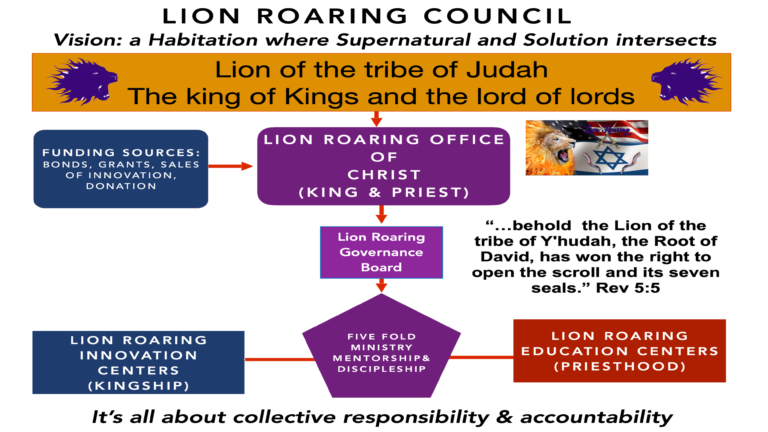 LION ROARING COUNCIL
Vision: a Habitation where Supernatural and Solution intersects
Lion of the tribe of Judah
The king of Kings and the lord of lords
FUNDING SOURCES:
BONDS, GRANTS, SALES
OF INNOVATION,
DONATION
LION ROARING OFFICE
OF
CHRIST
(KING & PRIEST)
Lion Roaring
Governance
Board
“...behold the Lion of the
tribe of Y'hudah, the Root of
David, has won the right to
open the scroll and its seven
seals.” Rev 5:5
LION ROARING
INNOVATION
CENTERS
(KINGSHIP)
FIVE FOLD
MINISTRY
MENTORSHIP&
DISCIPLESHIP
LION ROARING
EDUCATION CENTERS
(PRIESTHOOD)
It’s all about collective responsibility & accountability